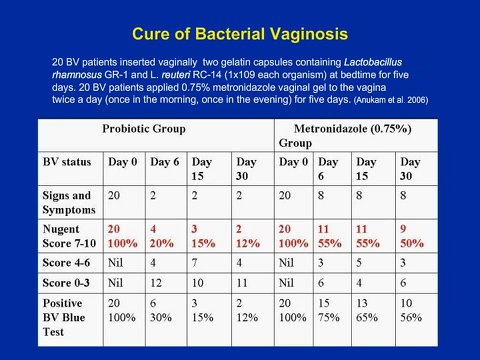 Cure of Bacterial Vaginosis
20 BV patients inserted vaginally two gelatin capsules containing Lactobacillus
rhamnosus GR-1 and L. reuteri RC-14 (1x109 each organism) at bedtime for five
days. 20 BV patients applied 0.75% metronidazole vaginal gel to the vagina
twice a day (once in the morning, once in the evening) for five days. (Anukam et al. 2006)
Probiotic Group Metronidazole (0.75%)
Group
BV status Day 0 Day 6 Day 15 Day 30 Day 0 Day 6 Day 15 Day 30
Signs and Symptoms 20 2 2 2 20 8 8 8
Nugent 20 4 3 2 20 11 11 9
Score 7-10 100% 20% 15% 12% 100% 55% 55% 50%
Score 4-6 Nil 4 7 4 Nil 3 5 3
Score 0-3 Nil 12 10 11 Nil 6 4 6
Positive 20 6 3 2 20 15 13 10
BV Blue 100% 30% 15% 12% 100% 75% 65% 56%
Test